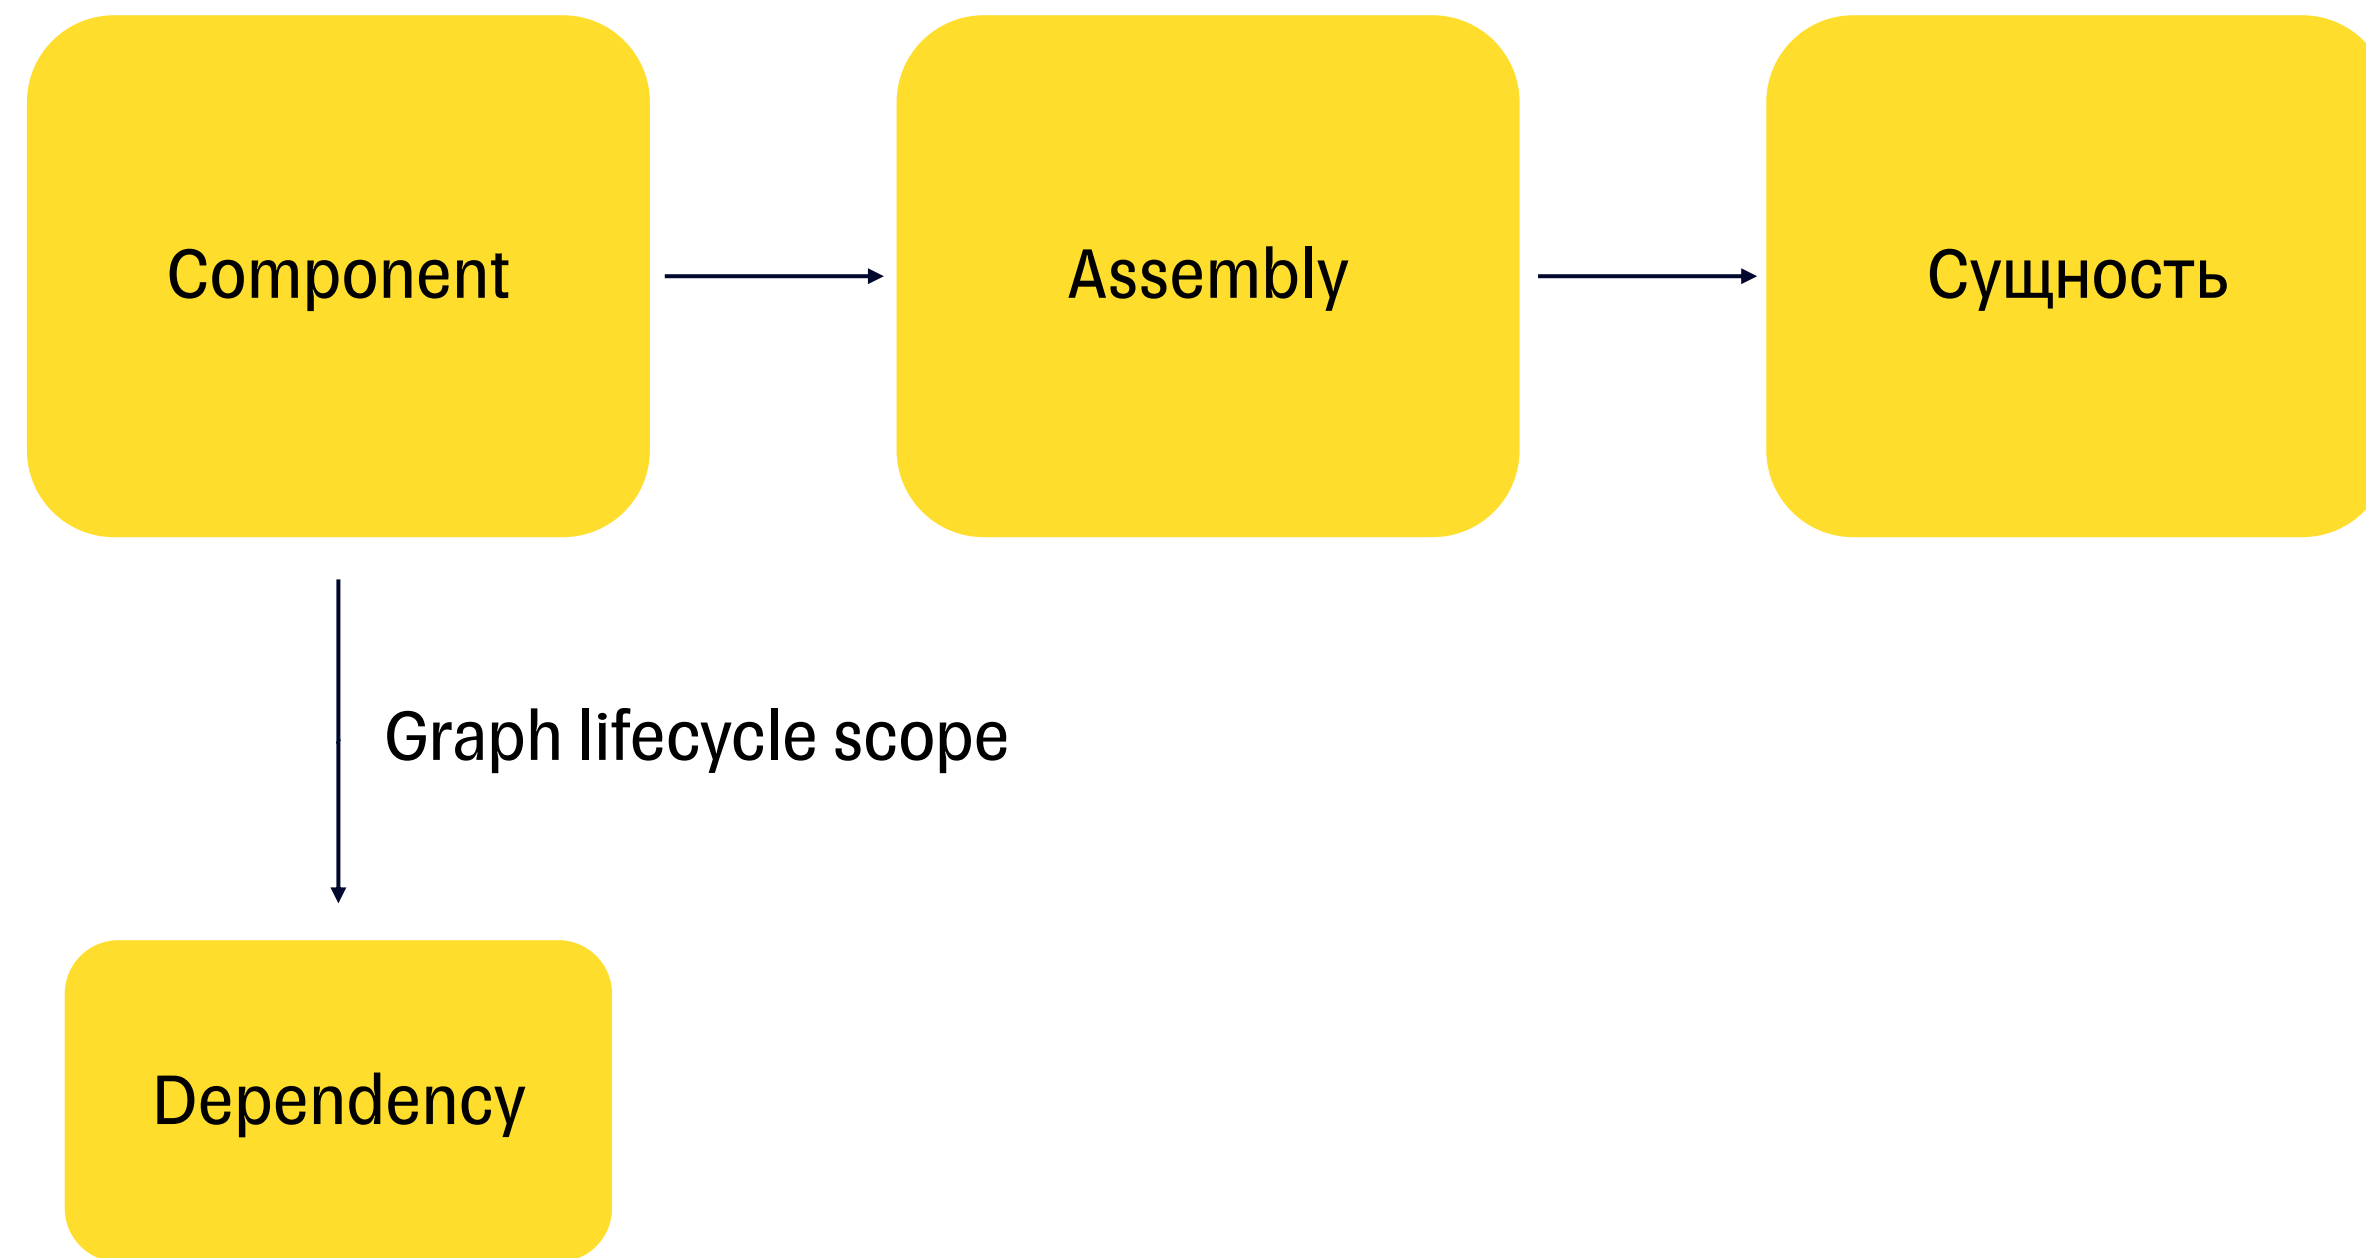 Component
Assembly
Сущность
Graph lifecycle scope
Dependency